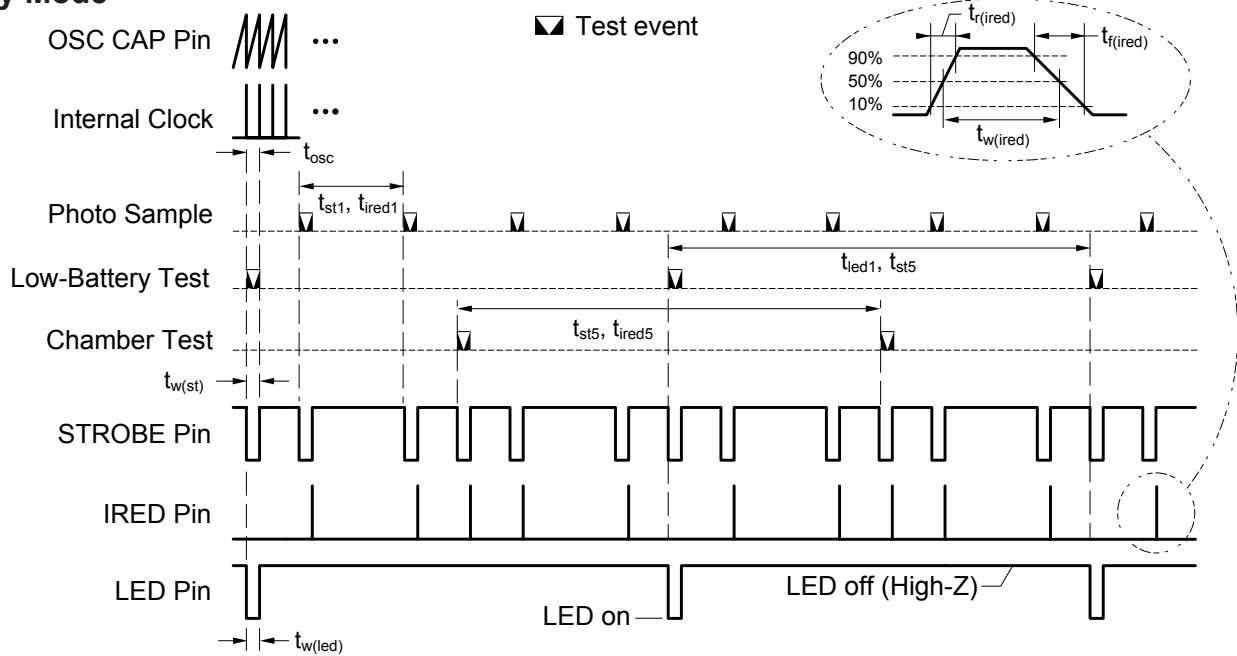 y Mode
OSC CAP Pin ...
Test event
Internal Clock ...
tr(ired)
tf(ired)
90%
50%
10%
tw(ired)
tosc
tst1, tired1
Photo Sample
Low-Battery Test
tled1, tst5
Chamber Test
tst5, tired5
tw(st)
STROBE Pin
IRED Pin
LED Pin
LED on
LED off (High-Z)
tw(led)